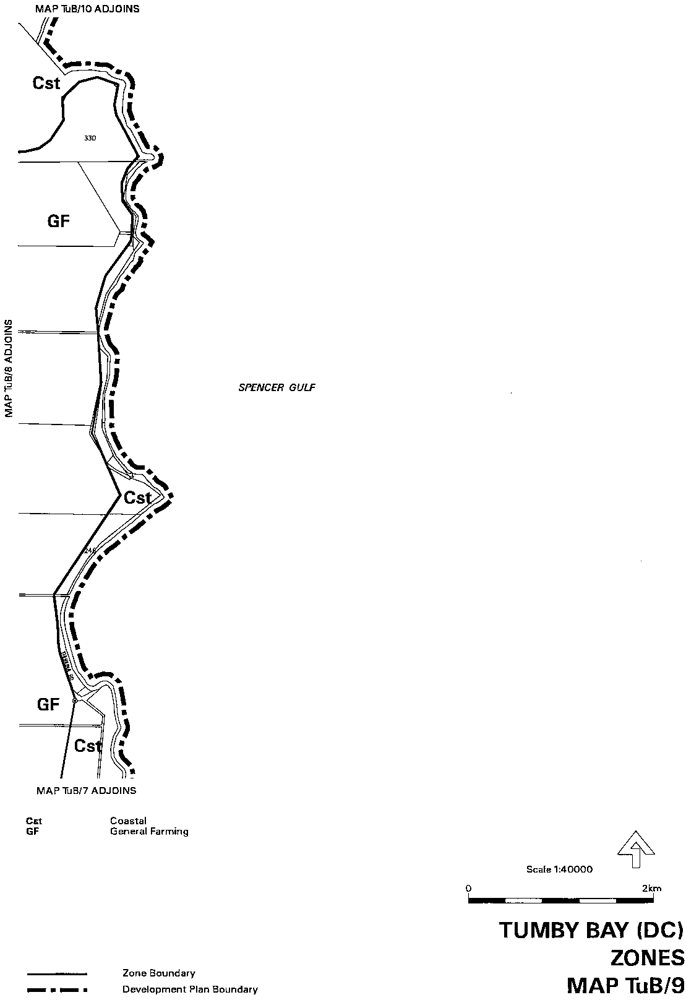 MAP TuB/10 ADJOINS
Cst
330
GF
MAP TuB/8 ADJOINS
SPENCER GULF
Cst
246
GF
Cst
MAP TuB/7 ADJOINS
Cst Coastal
GF General Farming
Scale 1:40000
0 2km
TUMBY BAY (DC)
ZONES
MAP TuB/9
Zone Boundary
Development Plan Boundary